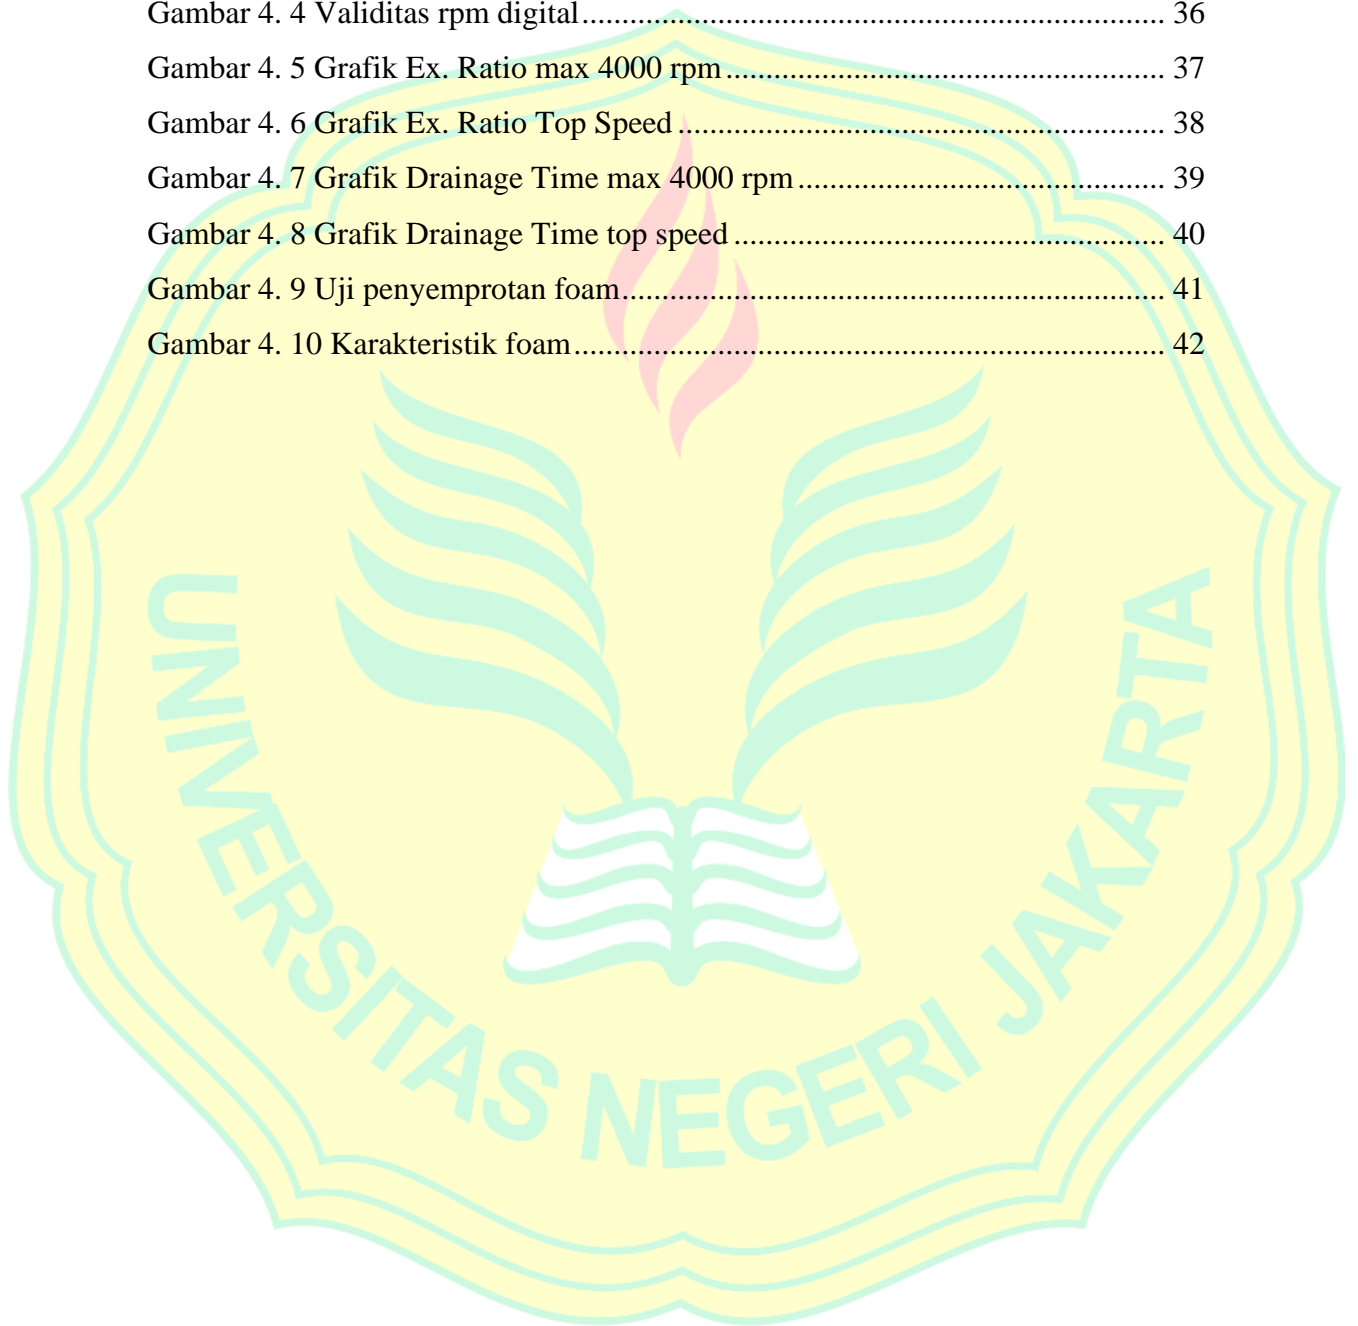 Gambar 4. 4 Validitas rpm digital....................................................................... 36
Gambar 4. 5 Grafik Ex. Ratio max 4000 rpm..................................................... 37
Gambar 4. 6 Grafik Ex. Ratio Top Speed........................................................... 38
Gambar 4. 7 Grafik Drainage Time max 4000 rpm............................................ 39
Gambar 4. 8 Grafik Drainage Time top speed.................................................... 40
Gambar 4. 9 Uji penyemprotan foam.................................................................. 41
Gambar 4. 10 Karakteristik foam........................................................................ 42
UNIVERSITAS NEGERI JAKARTA